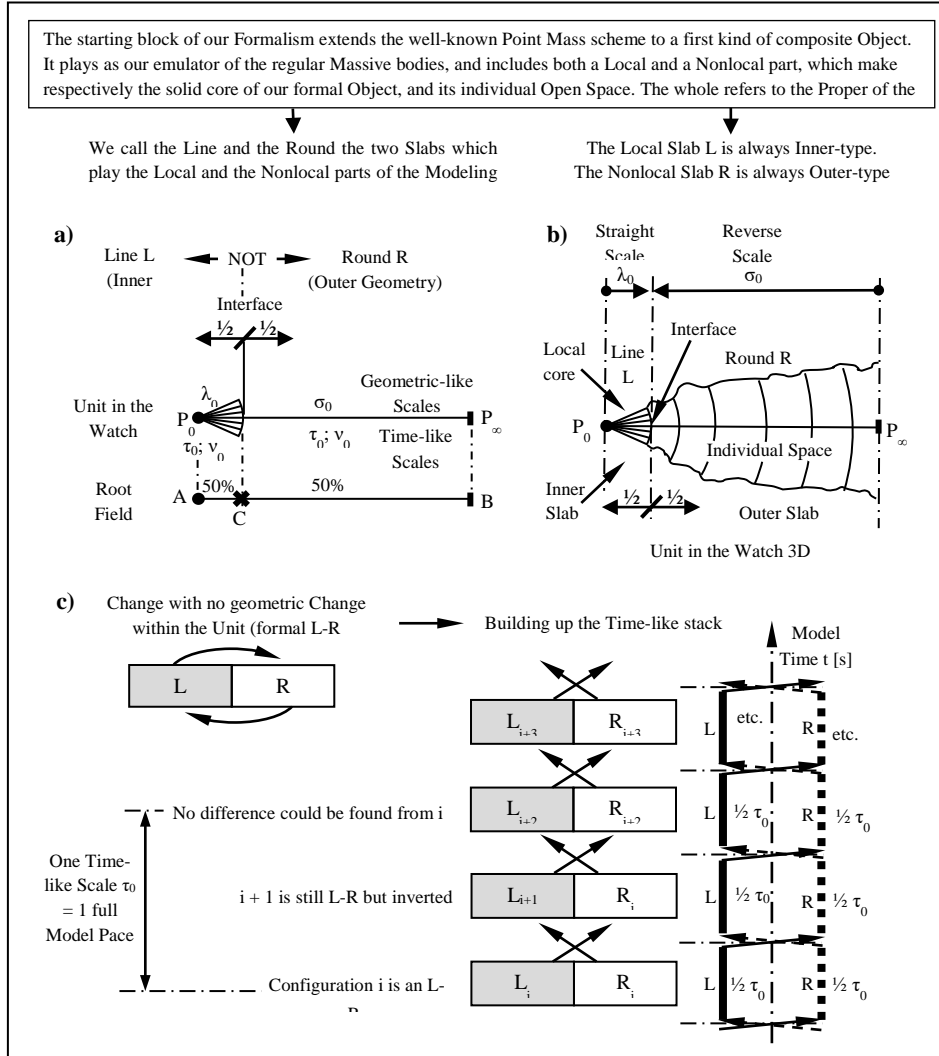 The starting block of our Formalism extends the well-known Point Mass scheme to a first kind of composite Object.
It plays as our emulator of the regular Massive bodies, and includes both a Local and a Nonlocal part, which make
respectively the solid core of our formal Object, and its individual Open Space. The whole refers to the Proper of the
We call the Line and the Round the two Slabs which
play the Local and the Nonlocal parts of the Modeling
The Local Slab L is always Inner-type.
The Nonlocal Slab R is always Outer-type
a)
Line L
(Inner
NOT
Round R
(Outer Geometry)
Interface
½ ½
λ₀
Geometric-like
Scales
Unit in the
Watch
P₀
σ₀
P∞
τ₀; ν₀
τ₀; ν₀
Time-like
Scales
Root
Field
A
50%
50%
B
C
b)
Straight
Scale
Reverse
Scale
λ₀
σ₀
Interface
Local
core
Line
L
Round R
P₀
P∞
Individual Space
Inner
Slab
½ ½
Outer Slab
Unit in the Watch 3D
c)
Change with no geometric Change
within the Unit (formal L-R
Building up the Time-like stack
Model
Time t [s]
L R
Lᵢ₊₃ Rᵢ₊₃
L etc. R etc.
No difference could be found from i
Lᵢ₊₂ Rᵢ₊₂
L ½ τ₀ R ½ τ₀
One Time-
like Scale τ₀
= 1 full
Model Pace
i + 1 is still L-R but inverted
Lᵢ₊₁ Rᵢ
L ½ τ₀ R ½ τ₀
Configuration i is an L-
Lᵢ Rᵢ
L ½ τ₀ R ½ τ₀